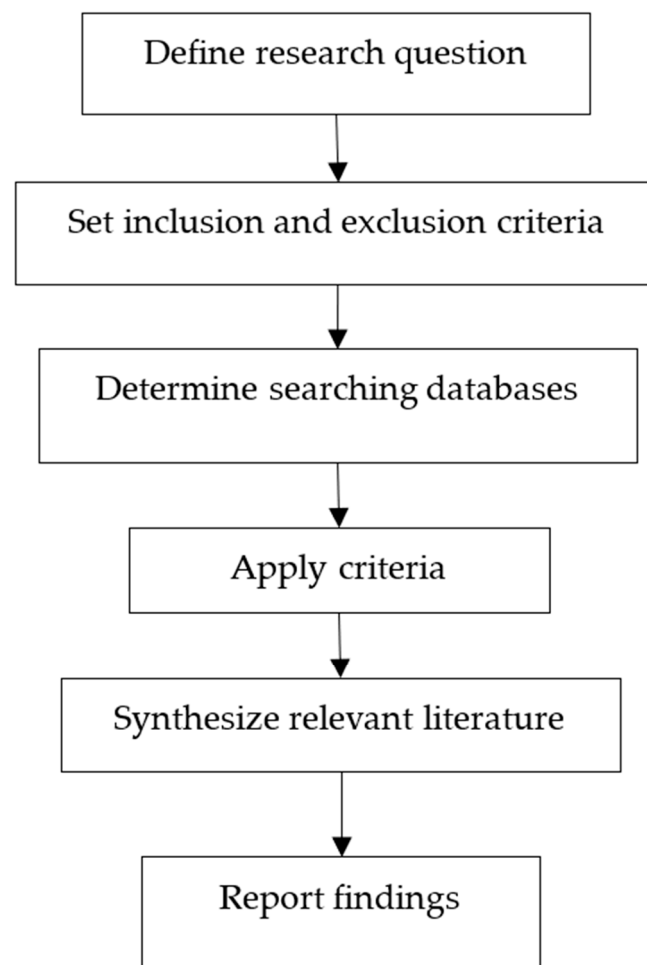 Define research question
Set inclusion and exclusion criteria
Determine searching databases
Apply criteria
Synthesize relevant literature
Report findings